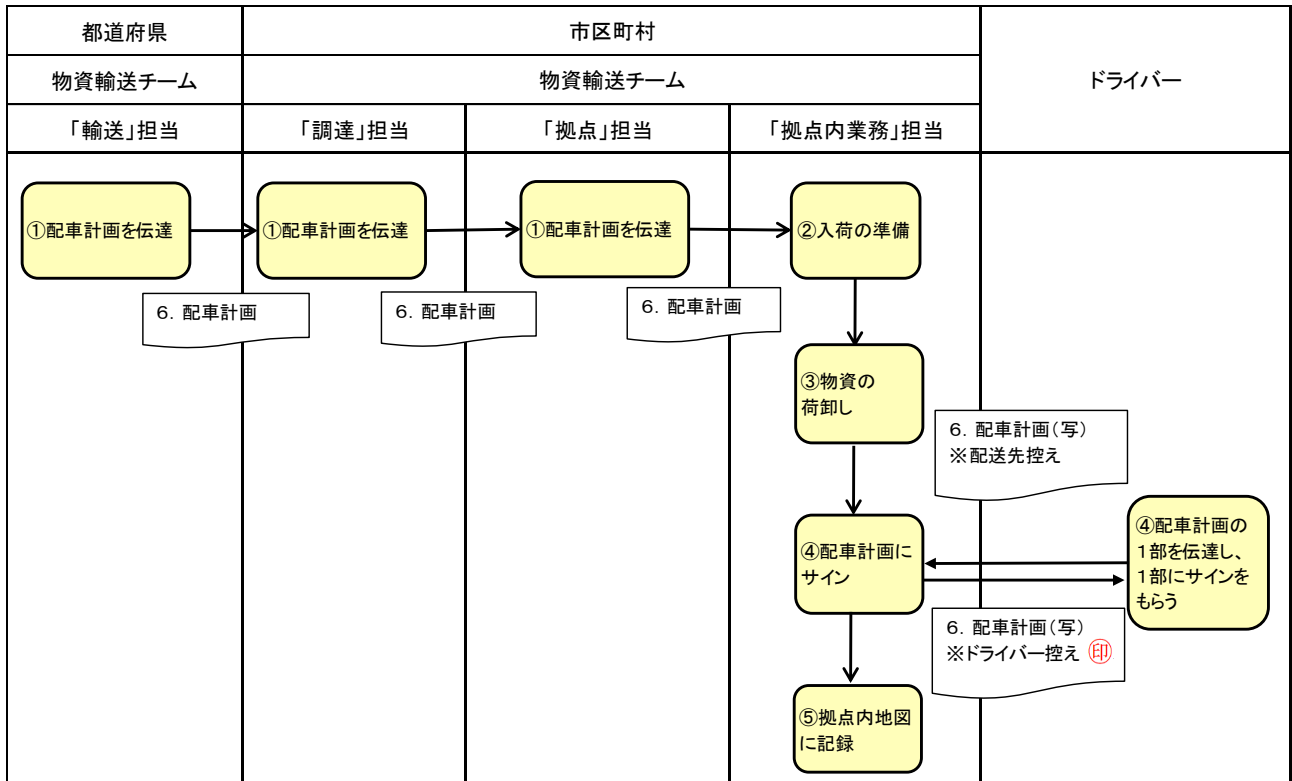 都道府県
市区町村
ドライバー
物資輸送チーム
物資輸送チーム
「輸送」担当
「調達」担当
「拠点」担当
「拠点内業務」担当
①配車計画を伝達
①配車計画を伝達
①配車計画を伝達
②入荷の準備
6．配車計画
6．配車計画
6．配車計画
③物資の
荷卸し
6．配車計画(写)
※配送先控え
④配車計画に
サイン
④配車計画の
1部を伝達し、
1部にサインを
もらう
6．配車計画(写)
※ドライバー控え ㊞
⑤拠点内地図
に記録